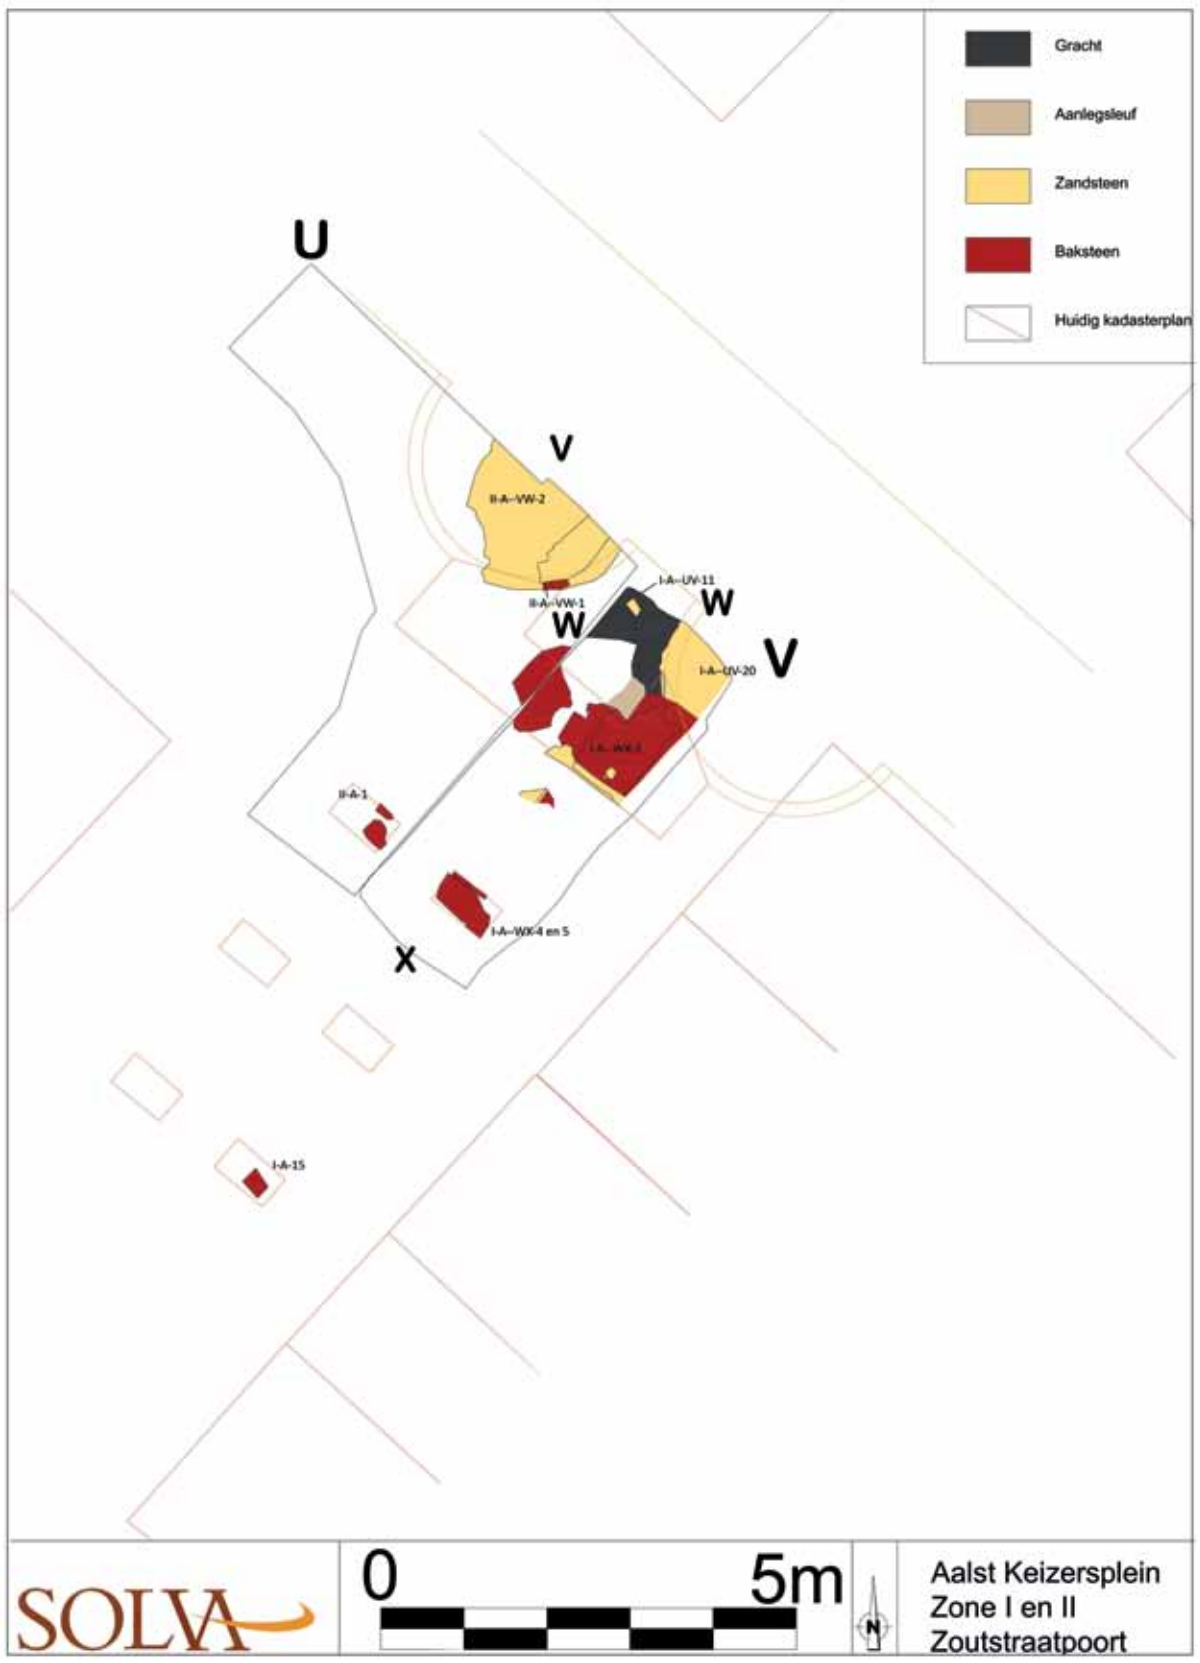 Gracht
Aanlegsleuf
Zandsteen
Baksteen
Huidig kadasterplan
U
V
II-A--VW-2
I-A--UV-11
II-A--VW-1
W
W
V
I-A--UV-20
II-A-1
I-A--WX-4 en 5
X
I-A-15
SOLVA
0
5m
N
Aalst Keizersplein
Zone I en II
Zoutstraatpoort